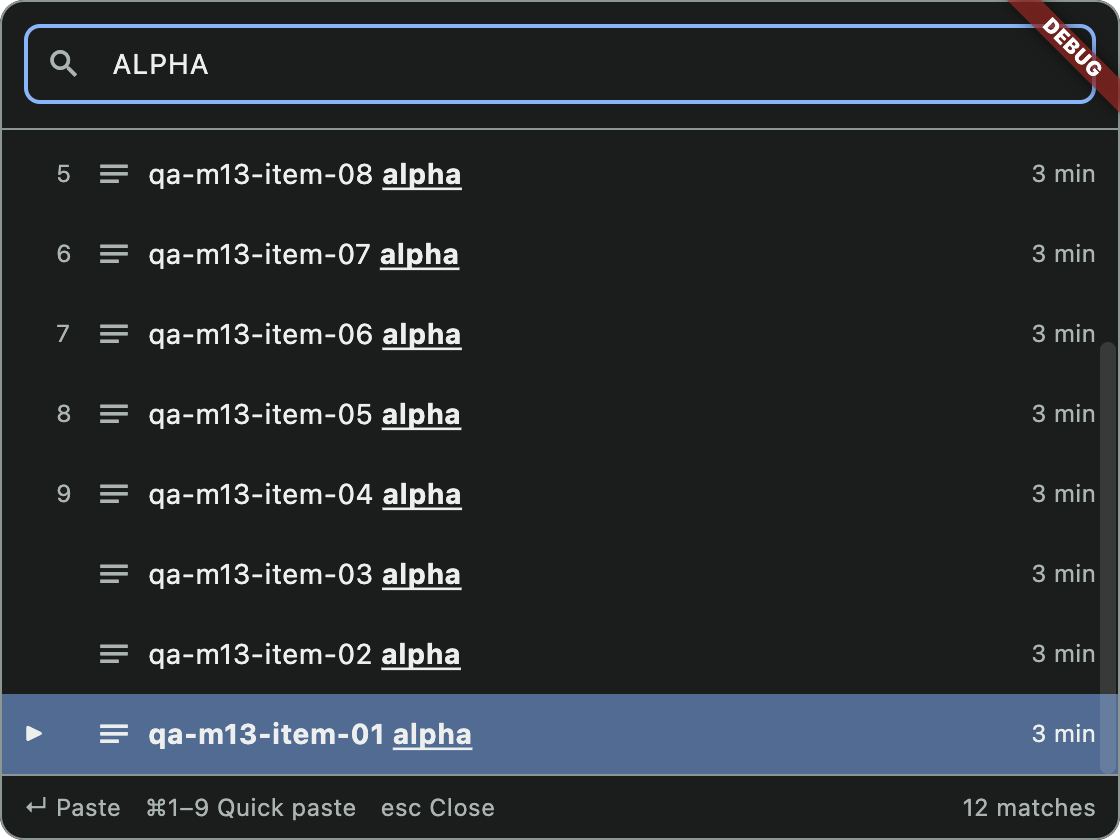 ALPHA
DEBUG
5 qa-m13-item-08 alpha 3 min
6 qa-m13-item-07 alpha 3 min
7 qa-m13-item-06 alpha 3 min
8 qa-m13-item-05 alpha 3 min
9 qa-m13-item-04 alpha 3 min
qa-m13-item-03 alpha 3 min
qa-m13-item-02 alpha 3 min
qa-m13-item-01 alpha 3 min
↵ Paste ⌘1–9 Quick paste esc Close 12 matches